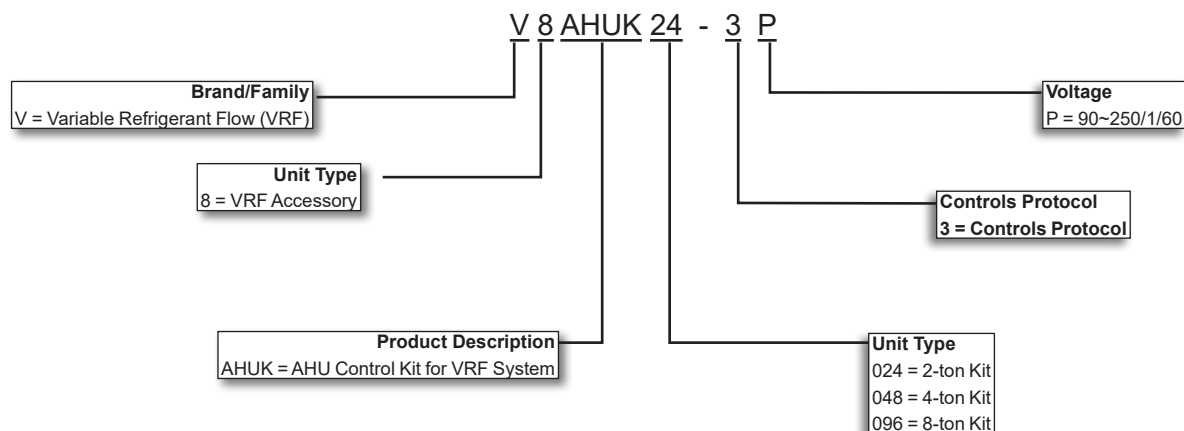 V 8 AHUK 24 - 3 P
Brand/Family
V = Variable Refrigerant Flow (VRF)
Voltage
P = 90~250/1/60
Unit Type
8 = VRF Accessory
Controls Protocol
3 = Controls Protocol
Product Description
AHUK = AHU Control Kit for VRF System
Unit Type
024 = 2-ton Kit
048 = 4-ton Kit
096 = 8-ton Kit